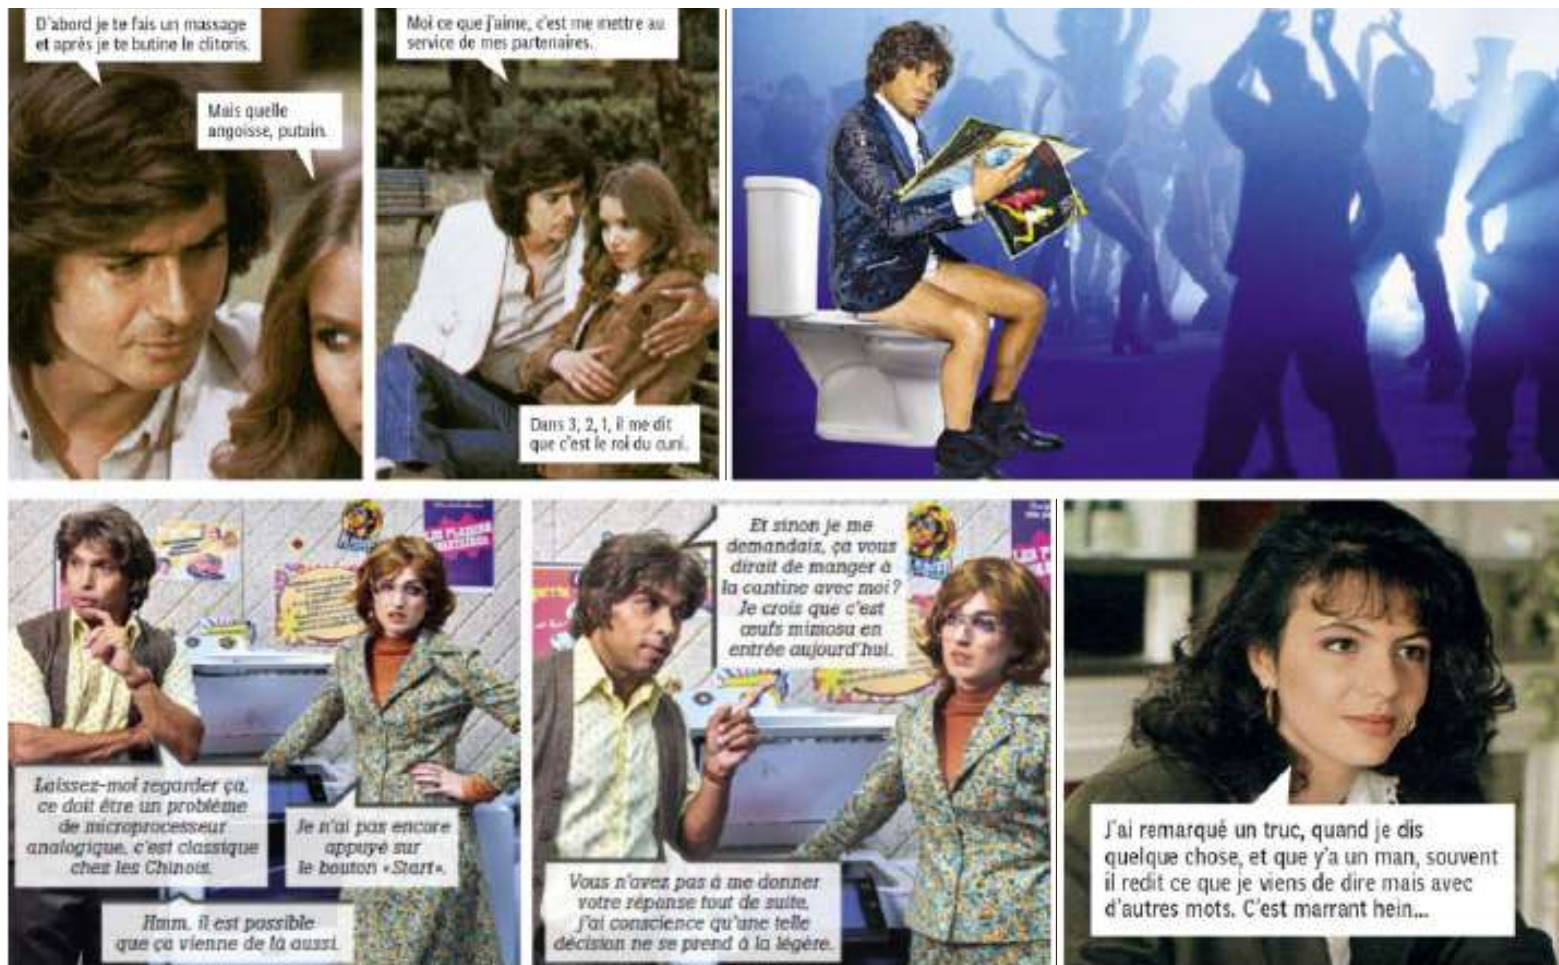 D'abord je te fais un massage
et après je te butine le clitoris.
Mais quelle
angoisse, putain.
Moi ce que j'aime, c'est me mettre au
service de mes partenaires.
Dans 3, 2, 1, il me dit
que c'est le roi du cuni.
Laissez-moi regarder ça,
ce doit être un problème
de microprocesseur
analogique, c'est classique
chez les Chinois.
Je n'ai pas encore
appuyé sur
le bouton «Start».
Hmm, il est possible
que ça vienne de là aussi.
Et sinon je me
demandais, ça vous
dirait de manger à
la cantine avec moi?
Je crois que c'est
œufs mimosa en
entrée aujourd'hui.
Vous n'avez pas à me donner
votre réponse tout de suite,
j'ai conscience qu'une telle
décision ne se prend à la légère.
J'ai remarqué un truc, quand je dis
quelque chose, et que y'a un man, souvent
il redit ce que je viens de dire mais avec
d'autres mots. C'est marrant hein...